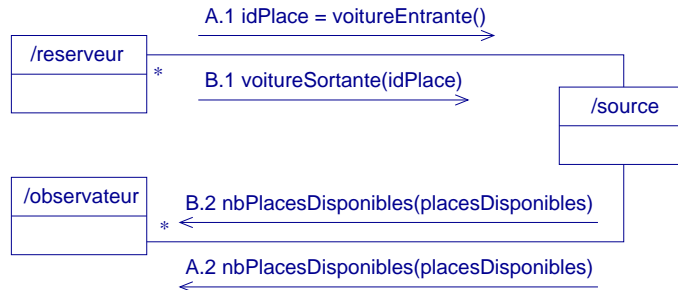 A.1 idPlace = voitureEntrante()
/reserveur
*
B.1 voitureSortante(idPlace)
/source
/observateur
B.2 nbPlacesDisponibles(placesDisponibles)
*
A.2 nbPlacesDisponibles(placesDisponibles)